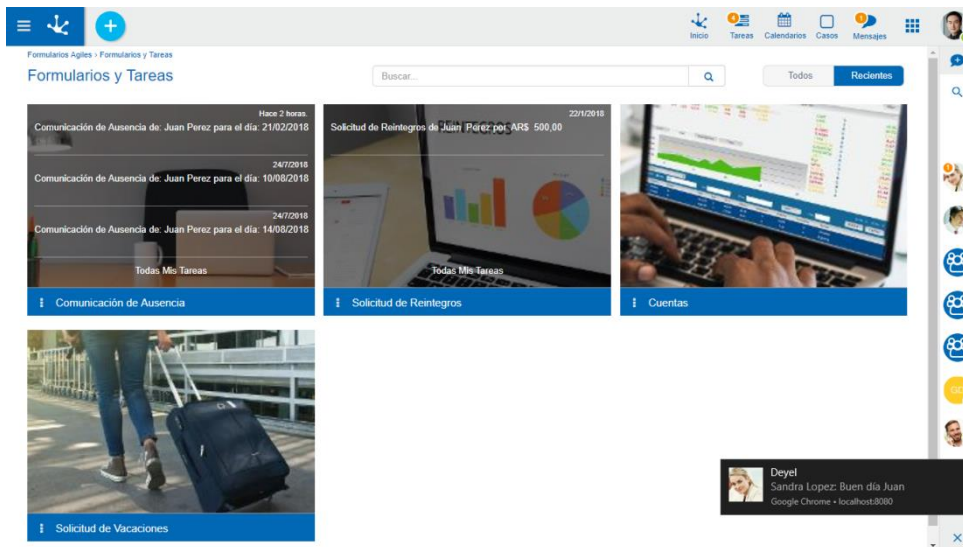 Inicio
4
Tareas
Calendarios
Casos
1
Mensajes
Formularios Agiles > Formularios y Tareas
Formularios y Tareas
Buscar...
Todos
Recientes
Hace 2 horas.
Comunicación de Ausencia de: Juan Perez para el día: 21/02/2018
24/7/2018
Comunicación de Ausencia de: Juan Perez para el día: 10/08/2018
24/7/2018
Comunicación de Ausencia de: Juan Perez para el día: 14/08/2018
Todas Mis Tareas
Comunicación de Ausencia
22/1/2018
Solicitud de Reintegros de Juan Perez por AR$ 500,00
REINTEGROS
Todas Mis Tareas
Solicitud de Reintegros
Cuentas
Solicitud de Vacaciones
Deyel
Sandra Lopez: Buen día Juan
Google Chrome • localhost:8080